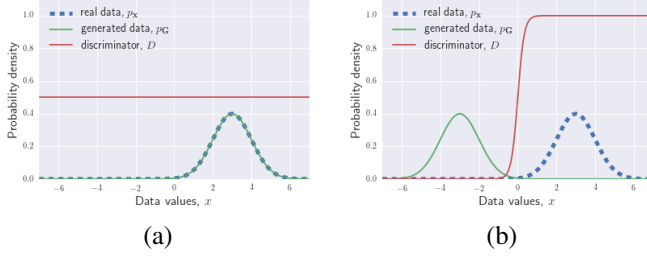 real data, pₓ
generated data, p_G
discriminator, D
1.0
0.8
0.6
0.4
0.2
0.0
Probability density
−6 −4 −2 0 2 4 6
Data values, x
(a)
real data, pₓ
generated data, p_G
discriminator, D
1.0
0.8
0.6
0.4
0.2
0.0
Probability density
−6 −4 −2 0 2 4 6
Data values, x
(b)